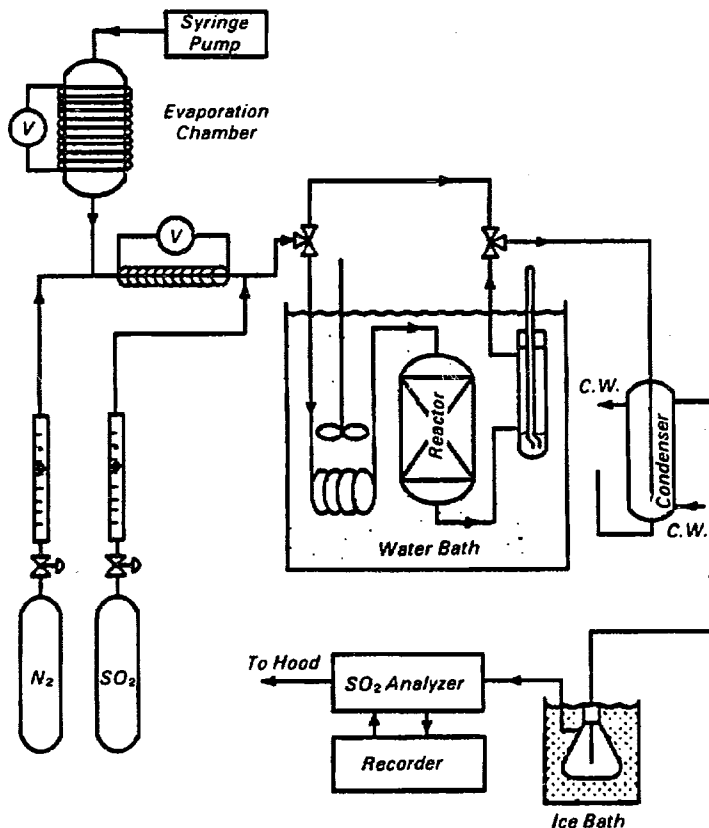 Syringe
Pump
V
Evaporation
Chamber
V
C.W.
Reactor
Condenser
C.W.
Water Bath
N2
SO2
To Hood
SO2 Analyzer
Recorder
Ice Bath